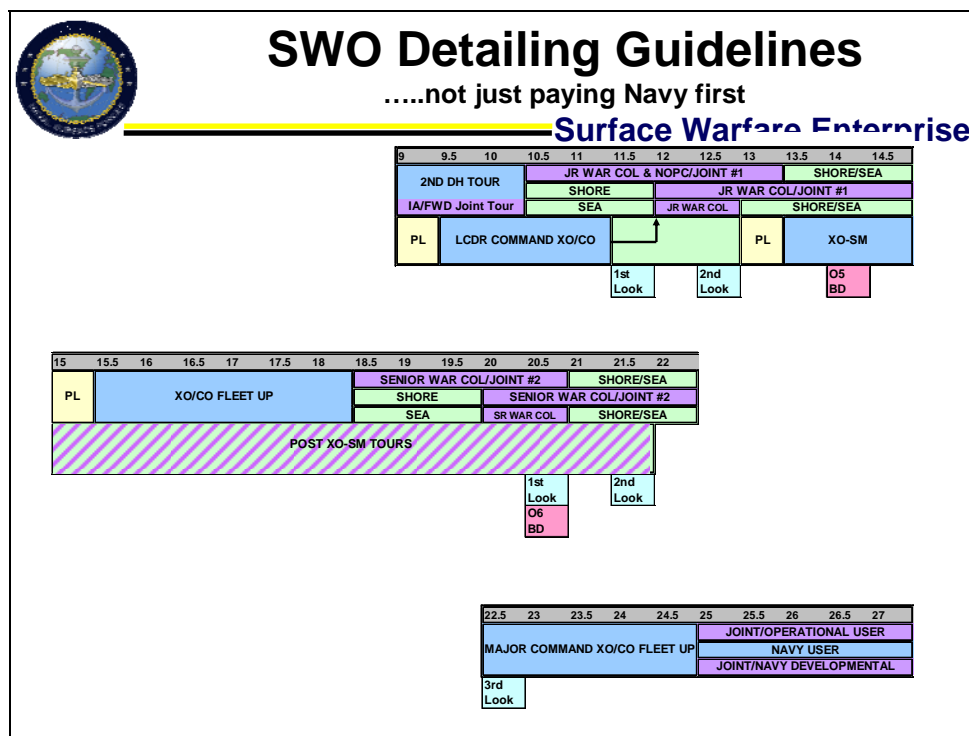 SWO Detailing Guidelines
…..not just paying Navy first
Surface Warfare Enterprise
9 9.5 10 10.5 11 11.5 12 12.5 13 13.5 14 14.5
2ND DH TOUR
JR WAR COL & NOPC/JOINT #1
SHORE/SEA
SHORE
JR WAR COL/JOINT #1
IA/FWD Joint Tour
SEA
JR WAR COL
SHORE/SEA
PL
LCDR COMMAND XO/CO
PL
XO-SM
1st
Look
2nd
Look
O5
BD
15 15.5 16 16.5 17 17.5 18 18.5 19 19.5 20 20.5 21 21.5 22
PL
XO/CO FLEET UP
SENIOR WAR COL/JOINT #2
SHORE/SEA
SHORE
SENIOR WAR COL/JOINT #2
SEA
SR WAR COL
SHORE/SEA
POST XO-SM TOURS
1st
Look
2nd
Look
O6
BD
22.5 23 23.5 24 24.5 25 25.5 26 26.5 27
MAJOR COMMAND XO/CO FLEET UP
JOINT/OPERATIONAL USER
NAVY USER
JOINT/NAVY DEVELOPMENTAL
3rd
Look